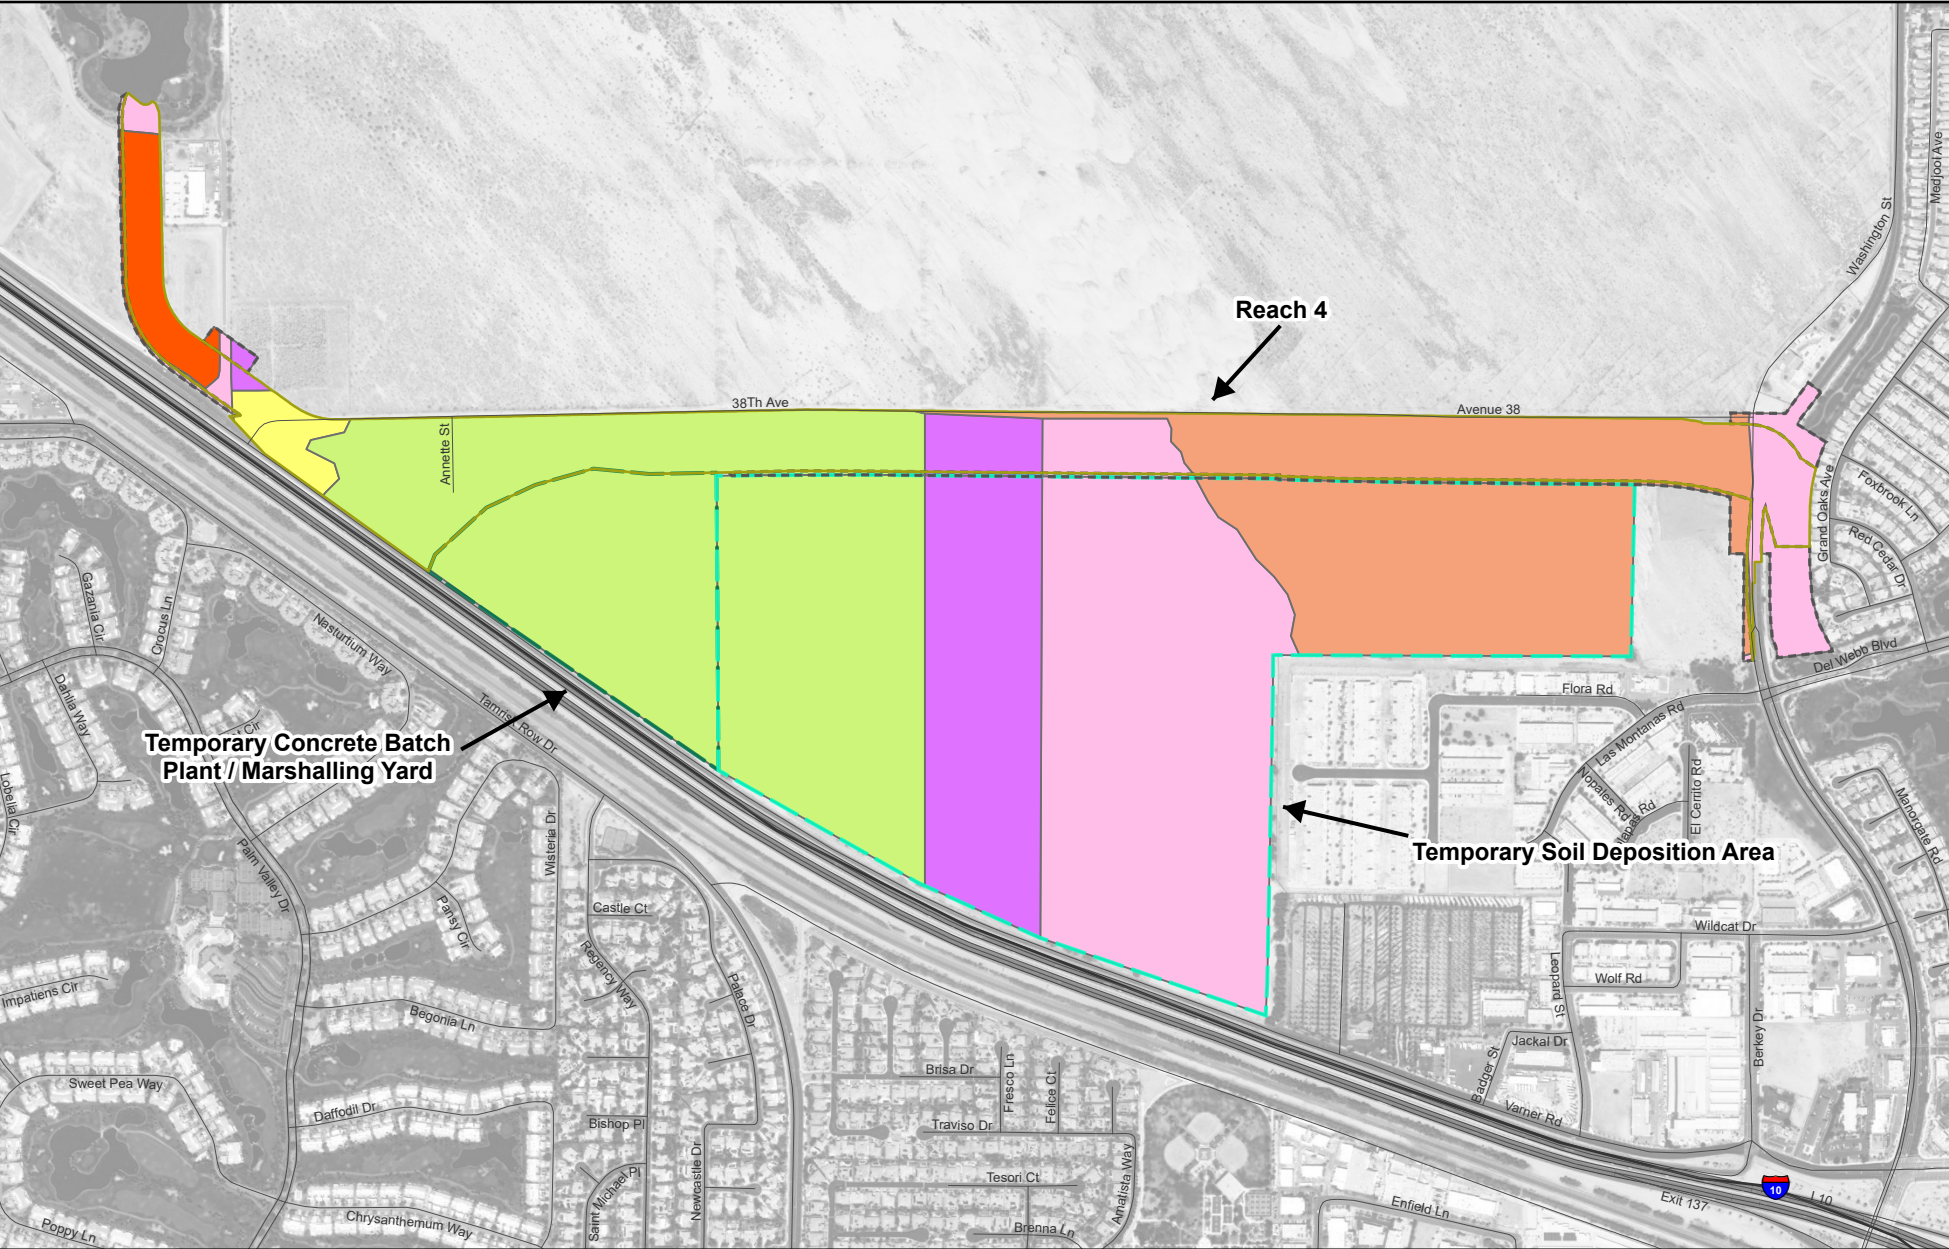 Medjool Ave
Washington St
Reach 4
38Th Ave
Avenue 38
Annette St
Grand Oaks Ave
Foxbrook Ln
Red Cedar Dr
Gazania Cir
Crocus Ln
Nasturtium Way
Del Webb Blvd
Dahlia Way
Flora Rd
Tamrisk Row Dr
Las Montanas Rd
Cir
Temporary Concrete Batch
Plant / Marshalling Yard
Nopales Rd
El Cerrito Rd
Lobelia Cir
Manorgate Rd
Wisteria Dr
Temporary Soil Deposition Area
Palm Valley Dr
Castle Ct
Pansy Cir
Wildcat Dr
Regency Way
Palace Dr
Leopard St
Wolf Rd
Impatiens Cir
Begonia Ln
Berkey Dr
Jackal Dr
Badger St
Brisa Dr
Fresco Ln
Felice Ct
Sweet Pea Way
Daffodil Dr
Varner Rd
Bishop Pl
Traviso Dr
Newcastle Dr
Amatista Way
Saint Michael Pl
Tesori Ct
10
I 10
Exit 137
Enfield Ln
Poppy Ln
Chrysanthemum Way
Brenna Ln